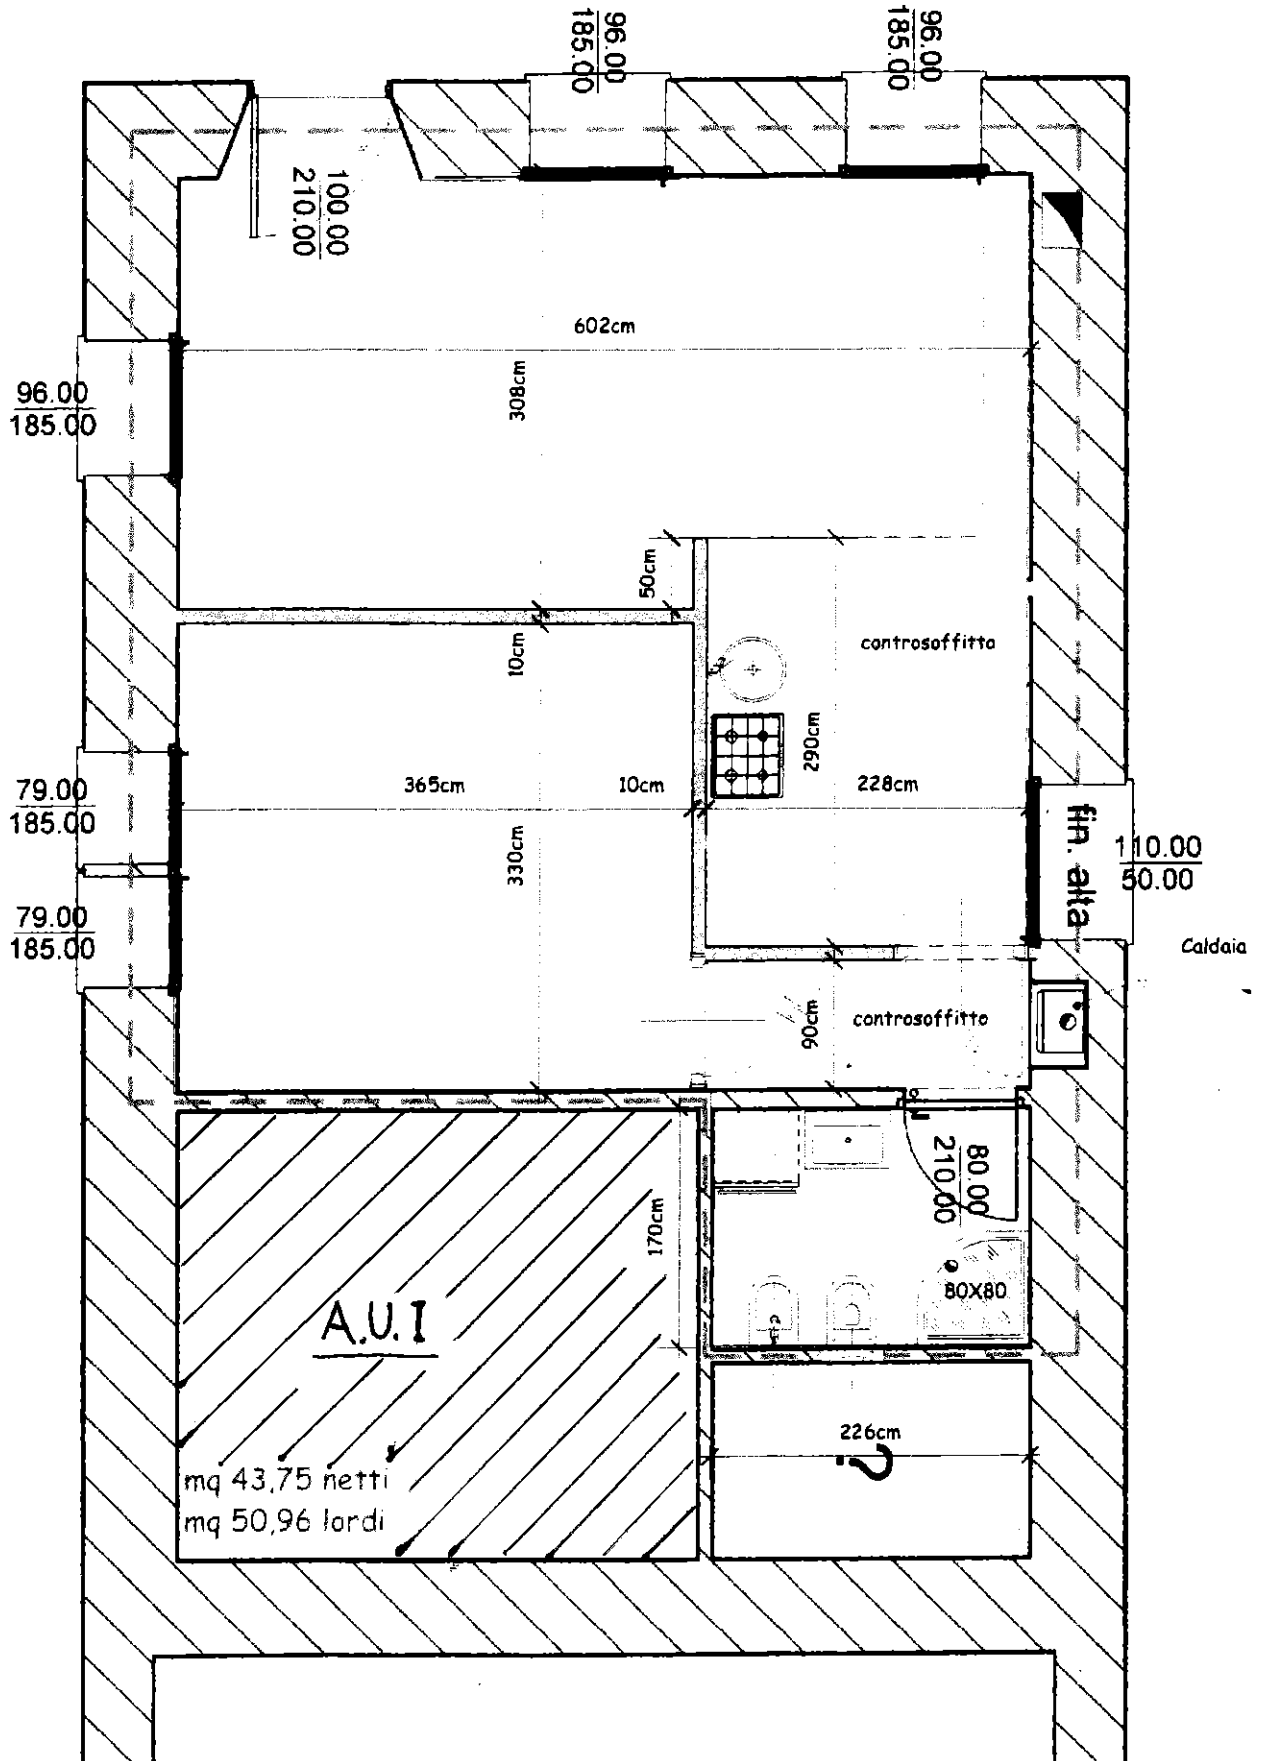 96.00
185.00
96.00
185.00
100.00
210.00
602cm
308cm
96.00
185.00
50cm
10cm
controsoffitto
290cm
365cm
10cm
228cm
79.00
185.00
fin. alta
110.00
50.00
330cm
79.00
185.00
Caldaia
90cm
controsoffitto
80.00
210.00
170cm
80X80
A.U.I
226cm
?
mq 43,75 netti
mq 50,96 lordi